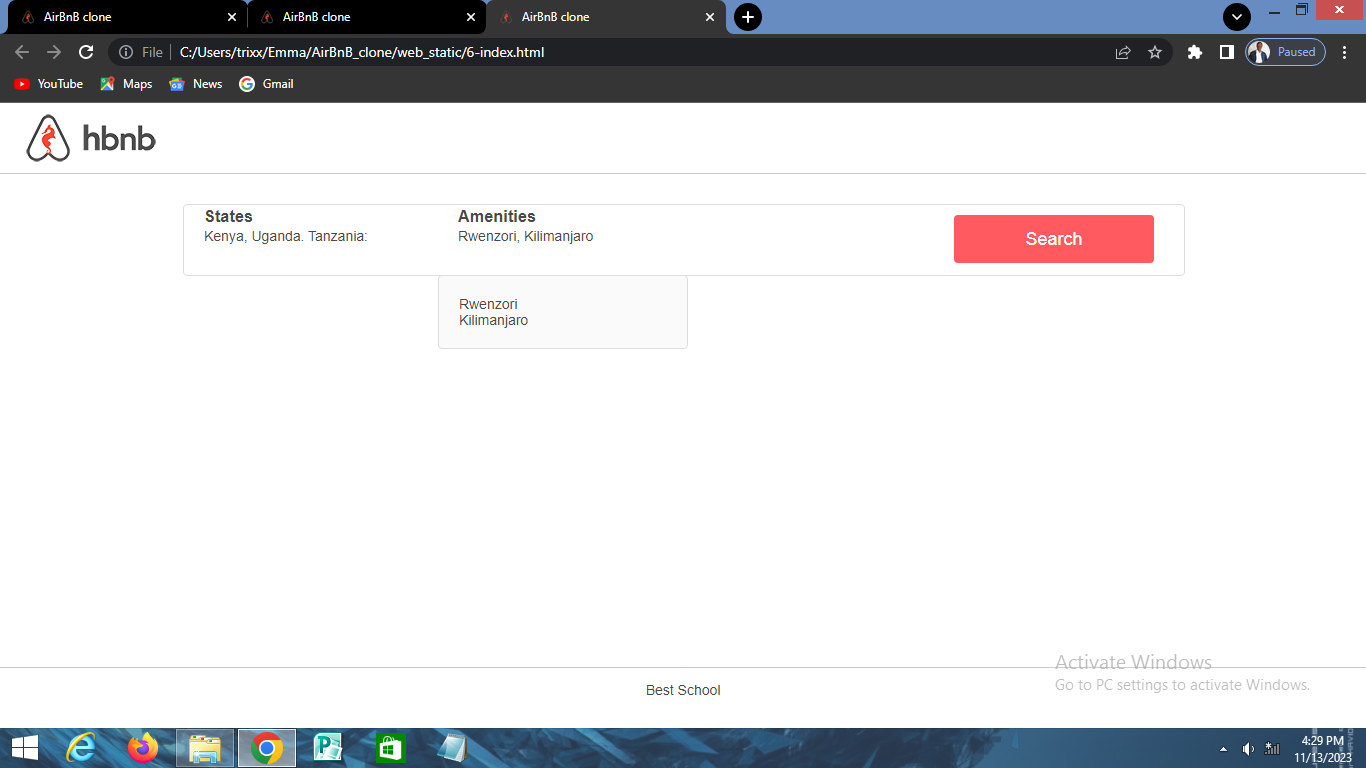 AirBnB clone
AirBnB clone
AirBnB clone
File
C:/Users/trixx/Emma/AirBnB_clone/web_static/6-index.html
Paused
YouTube
Maps
News
Gmail
hbnb
States
Kenya, Uganda. Tanzania:
Amenities
Rwenzori, Kilimanjaro
Search
Rwenzori
Kilimanjaro
Activate Windows
Go to PC settings to activate Windows.
Best School
4:29 PM
11/13/2023